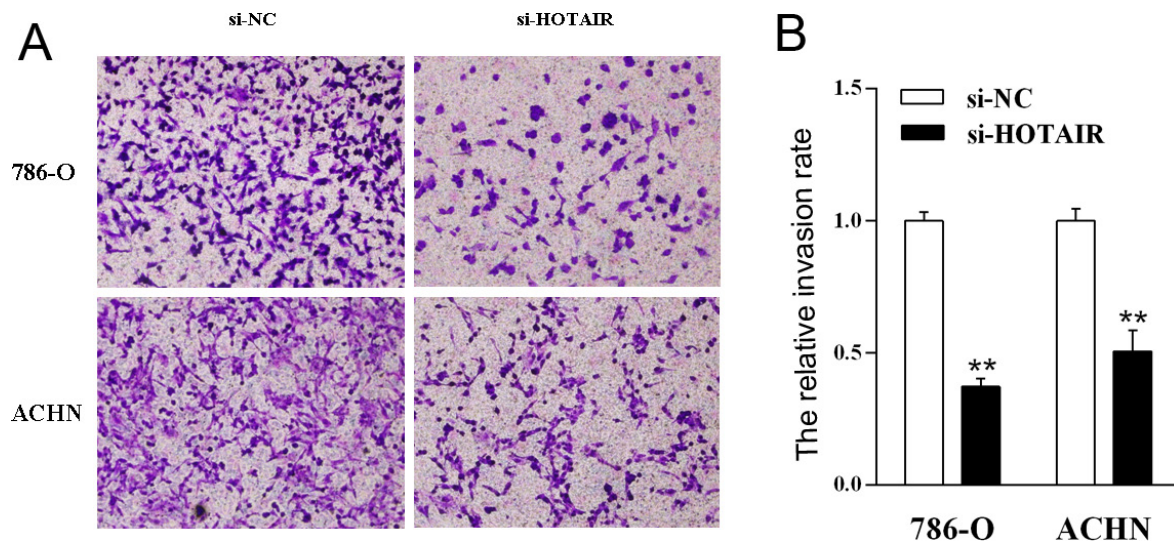 A
si-NC
si-HOTAIR
786-O
ACHN
B
The relative invasion rate
1.5
1.0
0.5
0.0
si-NC
si-HOTAIR
**
**
786-O
ACHN